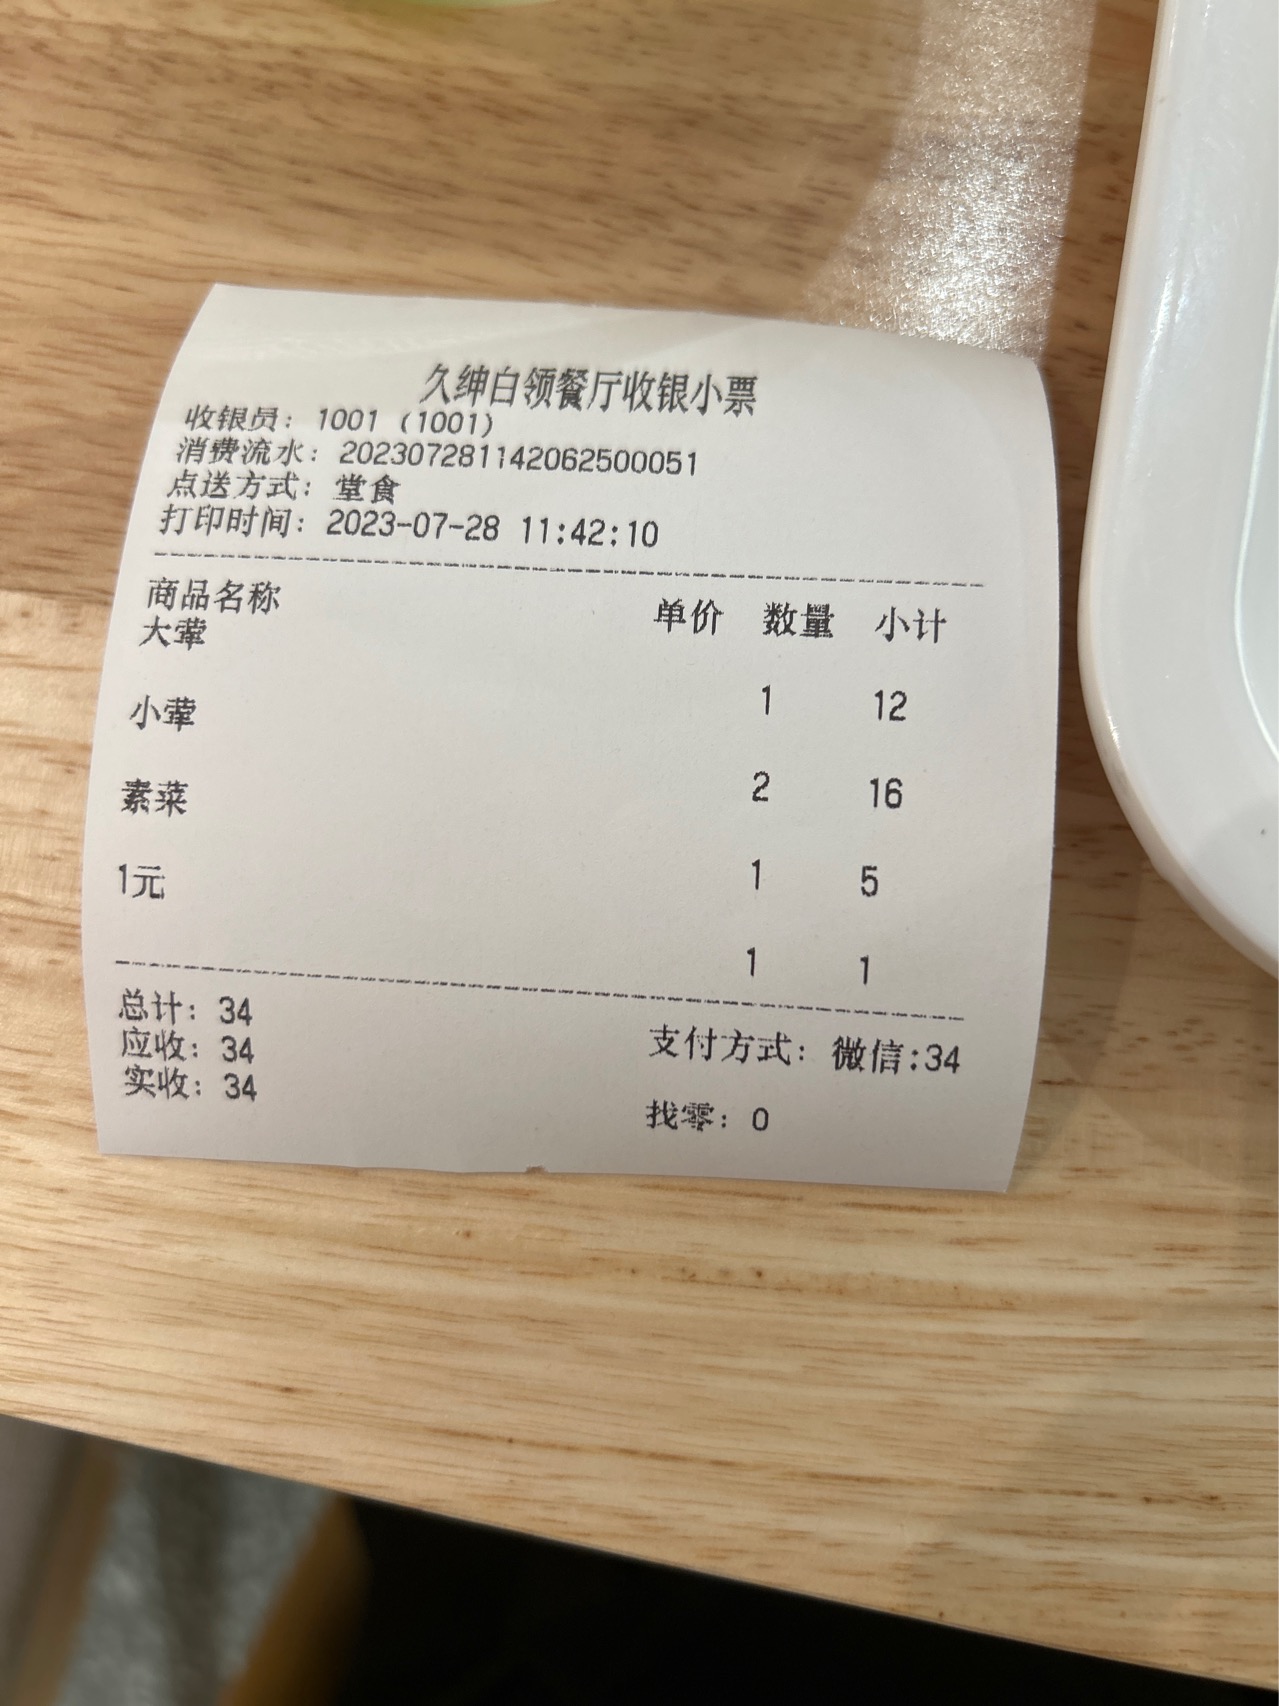 久绅白领餐厅收银小票
收银员：1001 (1001)
消费流水：202307281142062500051
点送方式：堂食
打印时间：2023-07-28 11:42:10
商品名称 单价 数量 小计
大荤
1 12
小荤
2 16
素菜
1 5
1元
1 1
总计：34
应收：34
实收：34
支付方式：微信:34
找零：0